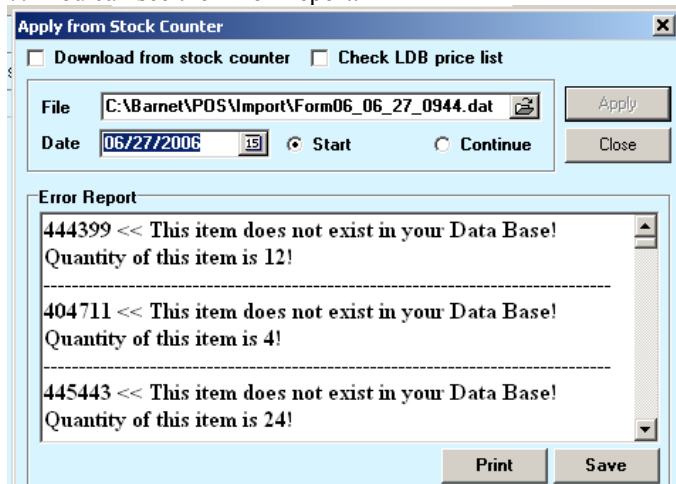 Apply from Stock Counter
Download from stock counter Check LDB price list
File C:\Barnet\POS\Import\Form06_06_27_0944.dat Apply
Date 06/27/2006 15 Start Continue Close
Error Report
444399 << This item does not exist in your Data Base!
Quantity of this item is 12!
--------------------------------------------------------------------------------
404711 << This item does not exist in your Data Base!
Quantity of this item is 4!
--------------------------------------------------------------------------------
445443 << This item does not exist in your Data Base!
Quantity of this item is 24!
Print Save